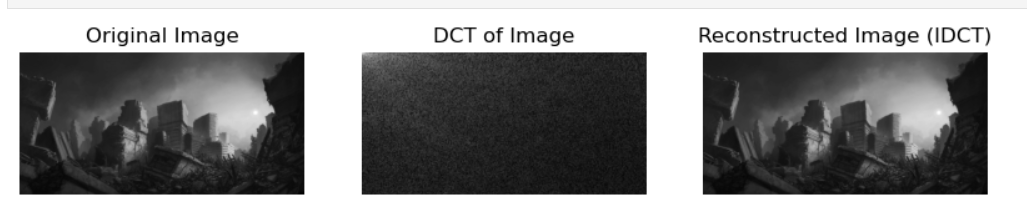 Original Image
DCT of Image
Reconstructed Image (IDCT)